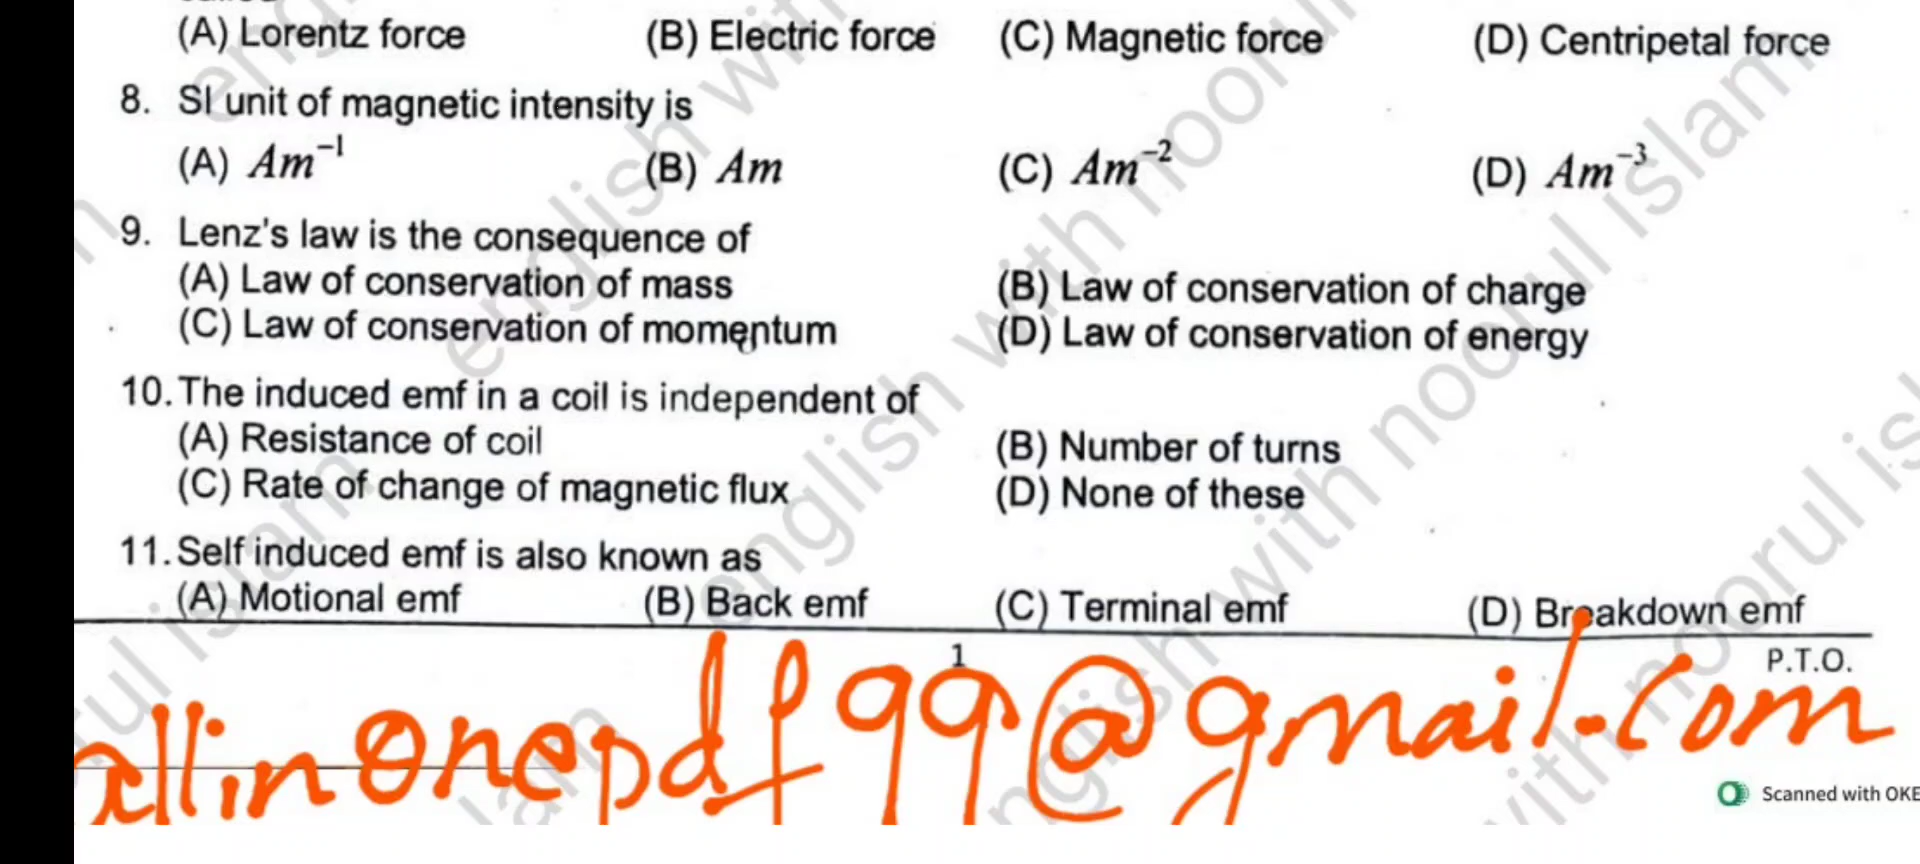 (A) Lorentz force (B) Electric force (C) Magnetic force (D) Centripetal force
8. SI unit of magnetic intensity is
(A) Am⁻¹ (B) Am (C) Am⁻² (D) Am⁻³
9. Lenz's law is the consequence of
(A) Law of conservation of mass (B) Law of conservation of charge
(C) Law of conservation of momentum (D) Law of conservation of energy
10. The induced emf in a coil is independent of
(A) Resistance of coil (B) Number of turns
(C) Rate of change of magnetic flux (D) None of these
11. Self induced emf is also known as
(A) Motional emf (B) Back emf (C) Terminal emf (D) Breakdown emf
1
P.T.O.
allinonepdf99@gmail.com
Scanned with OKE
english with noorul islam